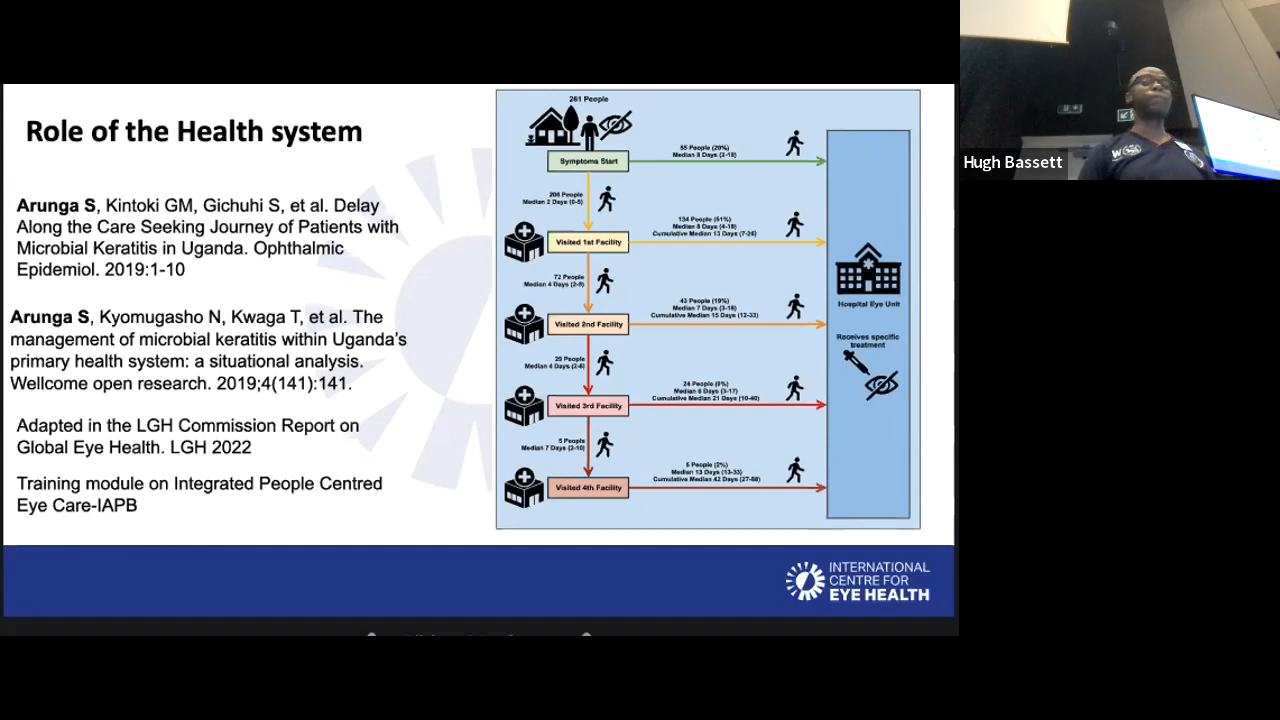 Role of the Health system
Arunga S, Kintoki GM, Gichuhi S, et al. Delay
Along the Care Seeking Journey of Patients with
Microbial Keratitis in Uganda. Ophthalmic
Epidemiol. 2019:1-10
Arunga S, Kyomugasho N, Kwaga T, et al. The
management of microbial keratitis within Uganda's
primary health system: a situational analysis.
Wellcome open research. 2019;4(141):141.
Adapted in the LGH Commission Report on
Global Eye Health. LGH 2022
Training module on Integrated People Centred
Eye Care-IAPB
261 People
Symptoms Start
55 People (20%)
Median 8 Days (3-18)
206 People
Median 2 Days (0-5)
Visited 1st Facility
134 People (51%)
Median 8 Days (4-18)
Cumulative Median 13 Days (7-26)
72 People
Median 4 Days (2-8)
Visited 2nd Facility
43 People (19%)
Median 7 Days (3-18)
Cumulative Median 15 Days (12-33)
29 People
Median 4 Days (2-8)
Visited 3rd Facility
24 People (9%)
Median 6 Days (3-17)
Cumulative Median 21 Days (10-40)
5 People
Median 7 Days (2-10)
Visited 4th Facility
5 People (2%)
Median 13 Days (13-33)
Cumulative Median 42 Days (27-88)
Hospital Eye Unit
Receives specific
treatment
INTERNATIONAL
CENTRE FOR
EYE HEALTH
Hugh Bassett